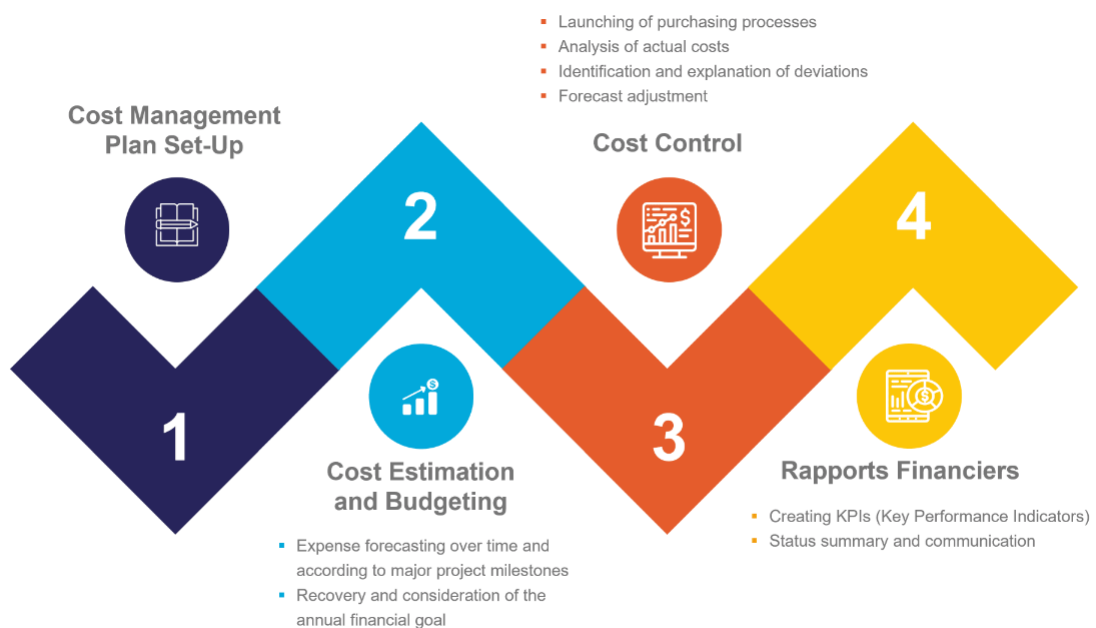 Cost Management
Plan Set-Up
1
2
Cost Estimation
and Budgeting
▪ Expense forecasting over time and
according to major project milestones
▪ Recovery and consideration of the
annual financial goal
▪ Launching of purchasing processes
▪ Analysis of actual costs
▪ Identification and explanation of deviations
▪ Forecast adjustment
Cost Control
$
3
4
$
Rapports Financiers
▪ Creating KPIs (Key Performance Indicators)
▪ Status summary and communication
$